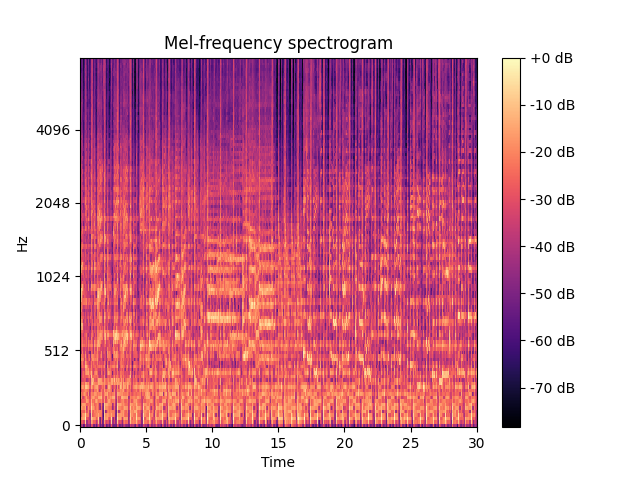 Mel-frequency spectrogram
Hz
4096
2048
1024
512
0
0 5 10 15 20 25 30
Time
+0 dB
-10 dB
-20 dB
-30 dB
-40 dB
-50 dB
-60 dB
-70 dB